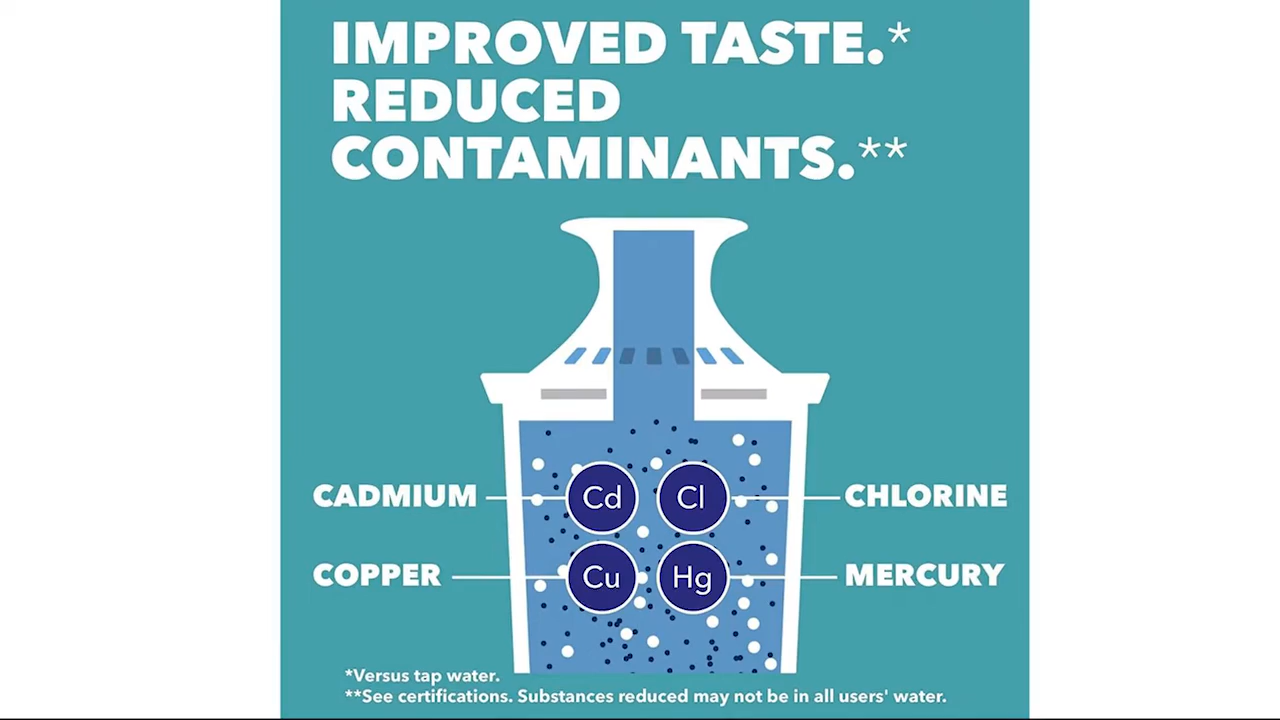 IMPROVED TASTE.*
REDUCED
CONTAMINANTS.**
CADMIUM
Cd
Cl
CHLORINE
COPPER
Cu
Hg
MERCURY
*Versus tap water.
**See certifications. Substances reduced may not be in all users' water.